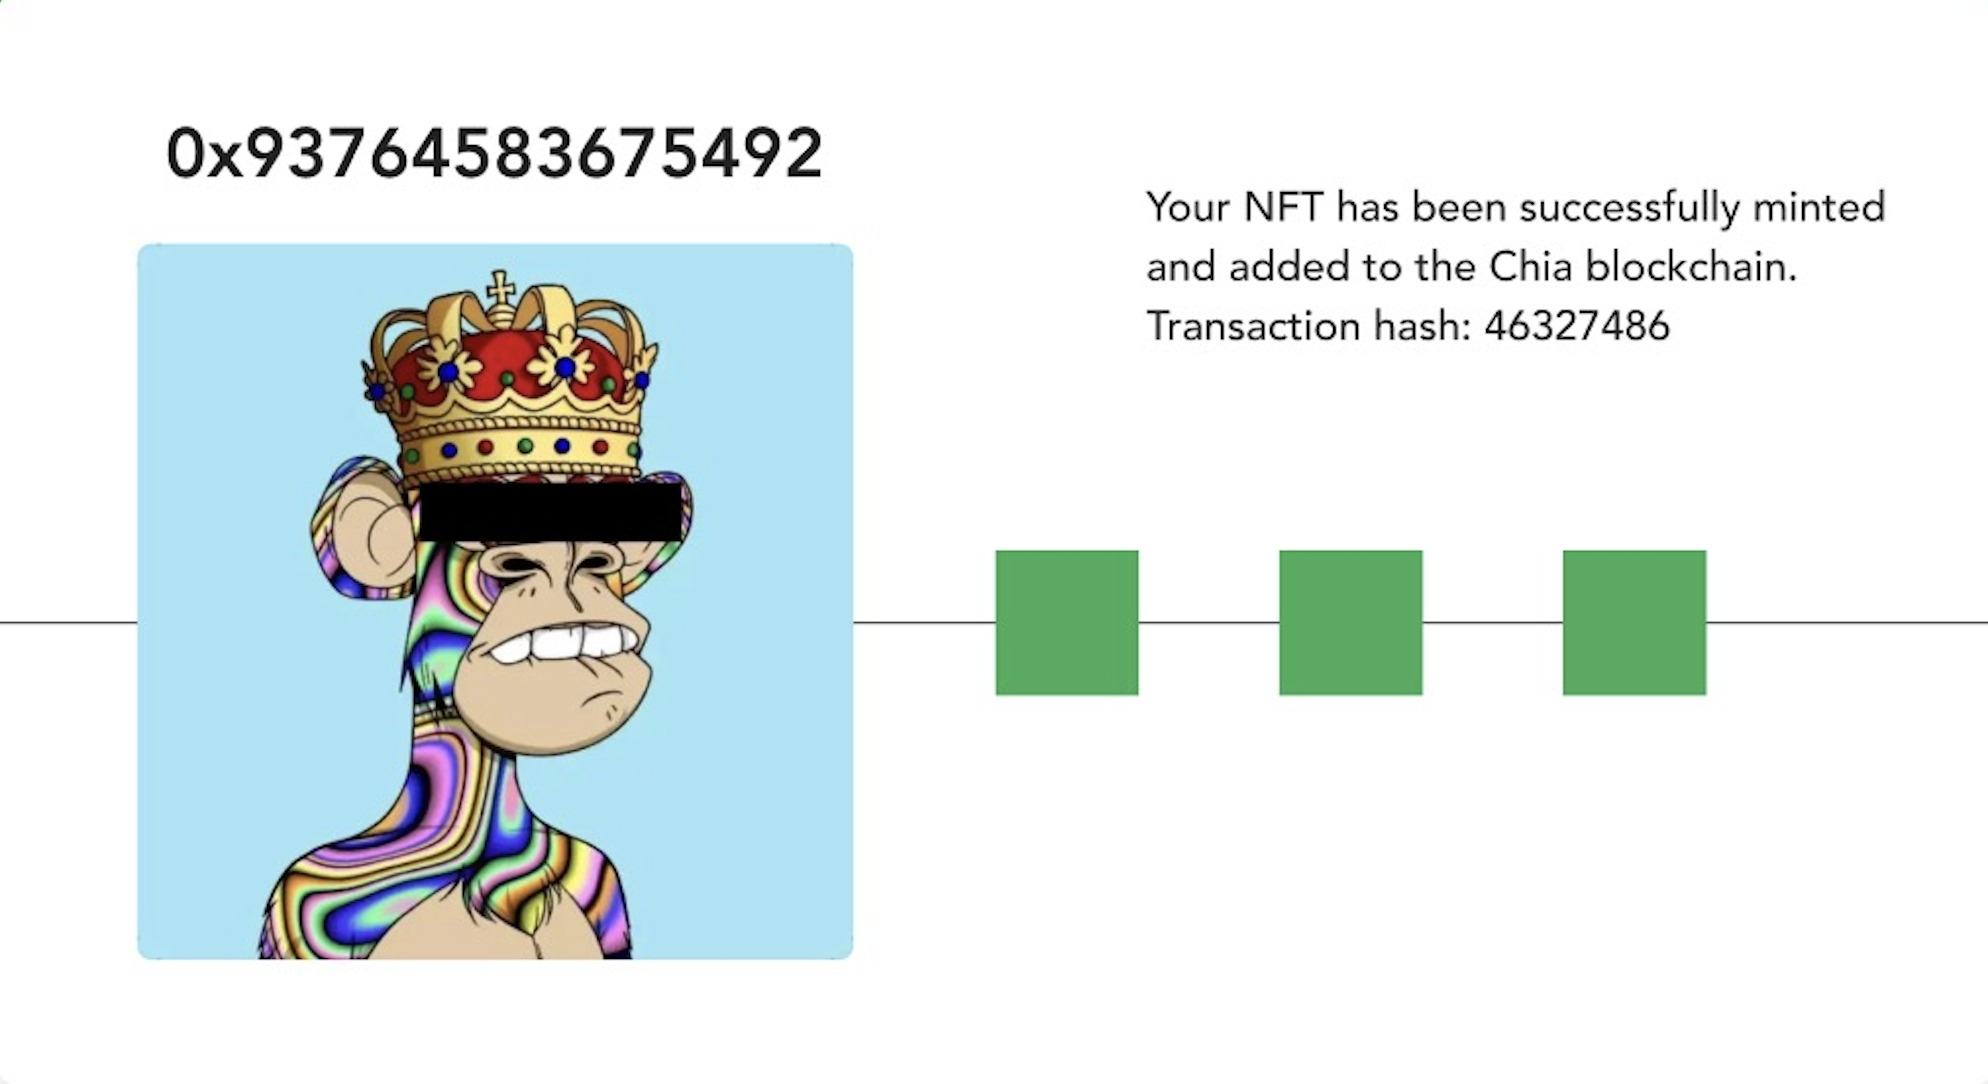 0x93764583675492
Your NFT has been successfully minted
and added to the Chia blockchain.
Transaction hash: 46327486